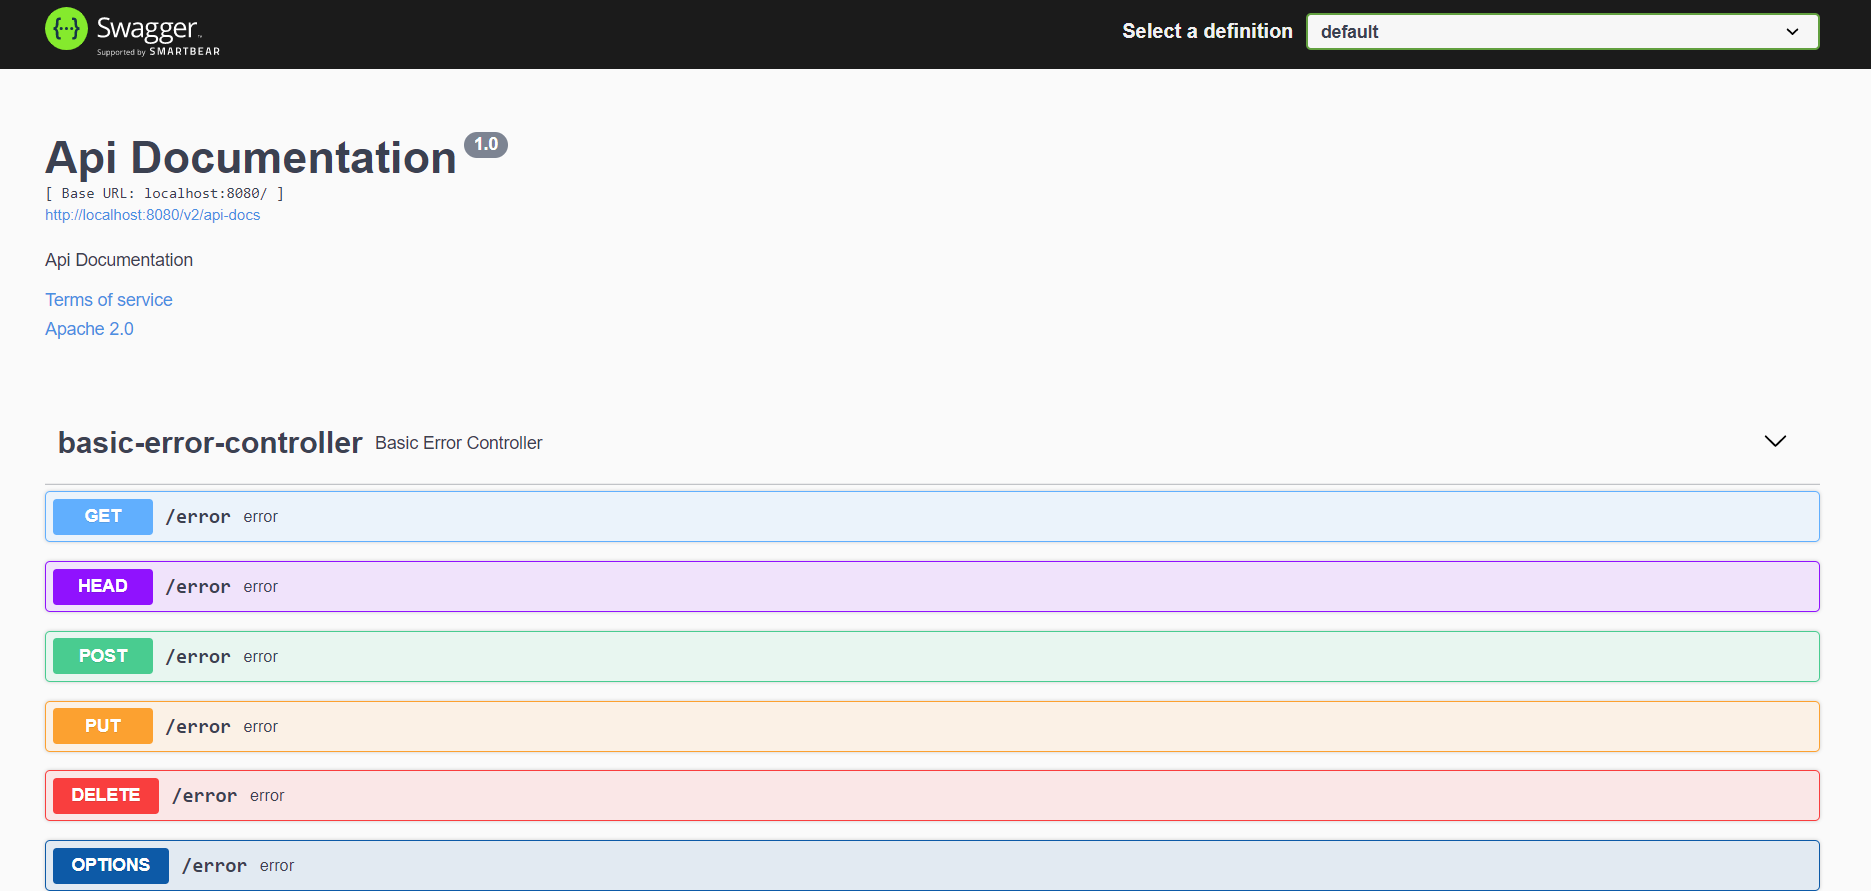 Swagger™
Supported by SMARTBEAR
Select a definition
default
Api Documentation 1.0
[ Base URL: localhost:8080/ ]
http://localhost:8080/v2/api-docs
Api Documentation
Terms of service
Apache 2.0
basic-error-controller Basic Error Controller
GET /error error
HEAD /error error
POST /error error
PUT /error error
DELETE /error error
OPTIONS /error error